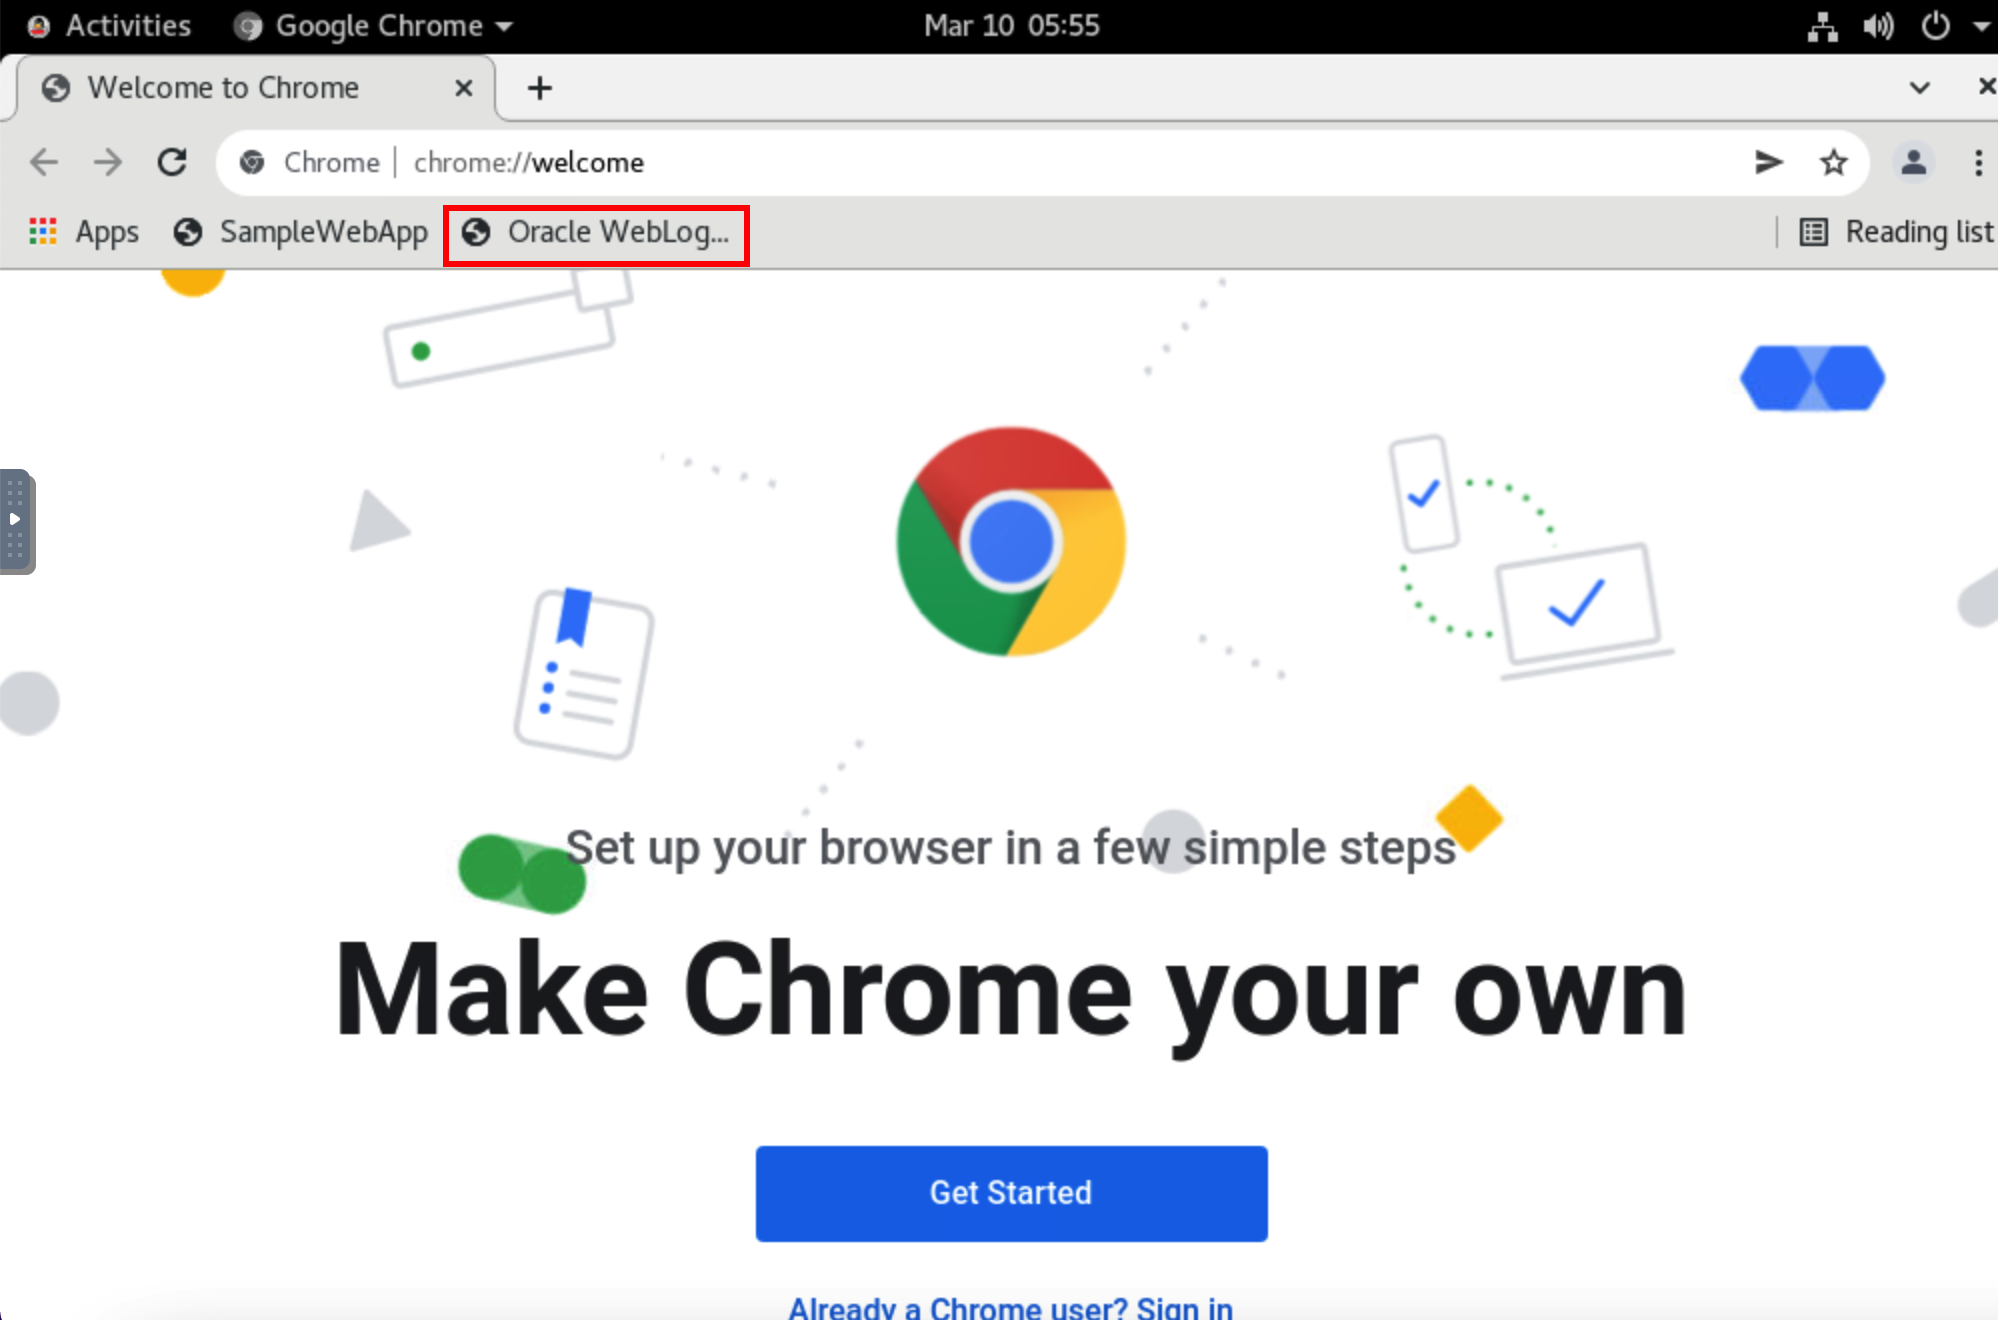 Activities Google Chrome Mar 10 05:55
Welcome to Chrome
Chrome chrome://welcome
Apps SampleWebApp Oracle WebLog... Reading list
Set up your browser in a few simple steps
Make Chrome your own
Get Started
Already a Chrome user? Sign in